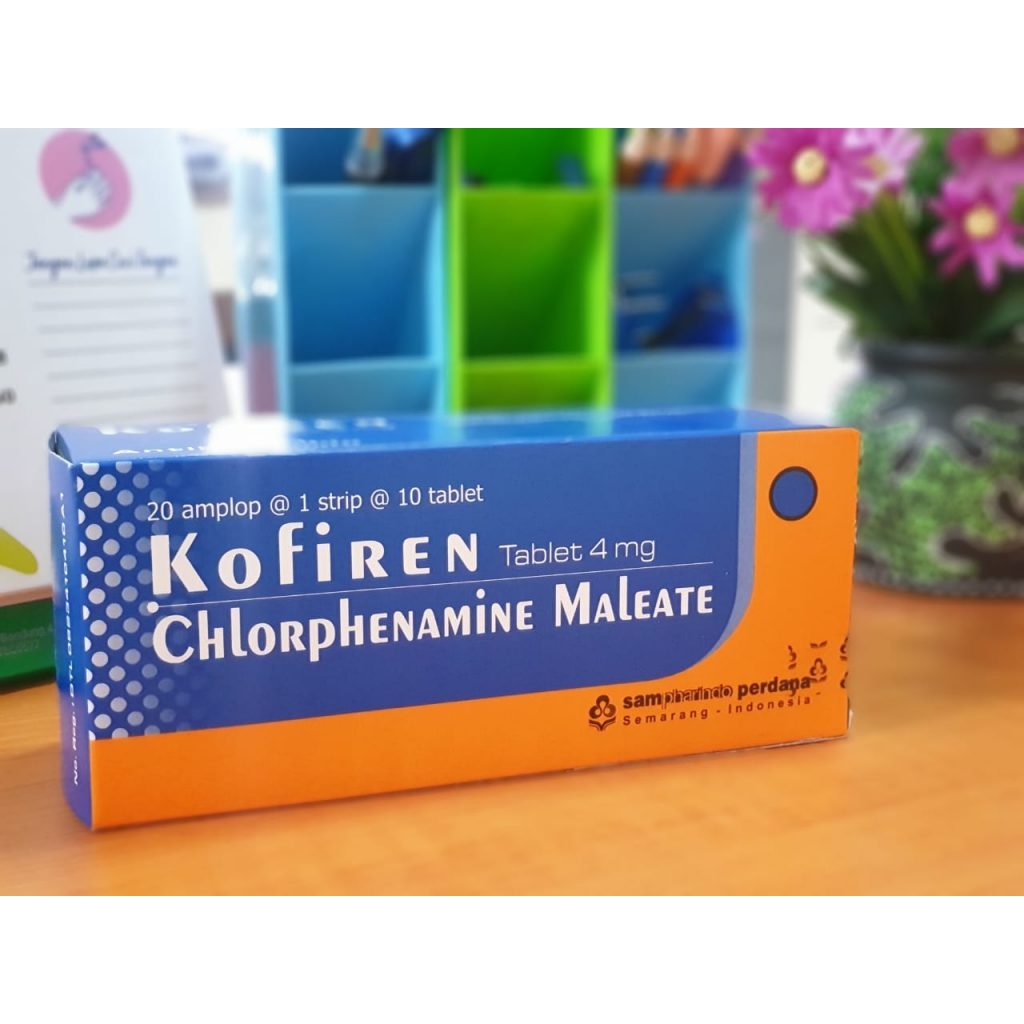 20 amplop @ 1 strip @ 10 tablet
Kofiren Tablet 4 mg
Chlorphenamine Maleate
sampharindo perdana
Semarang - Indonesia